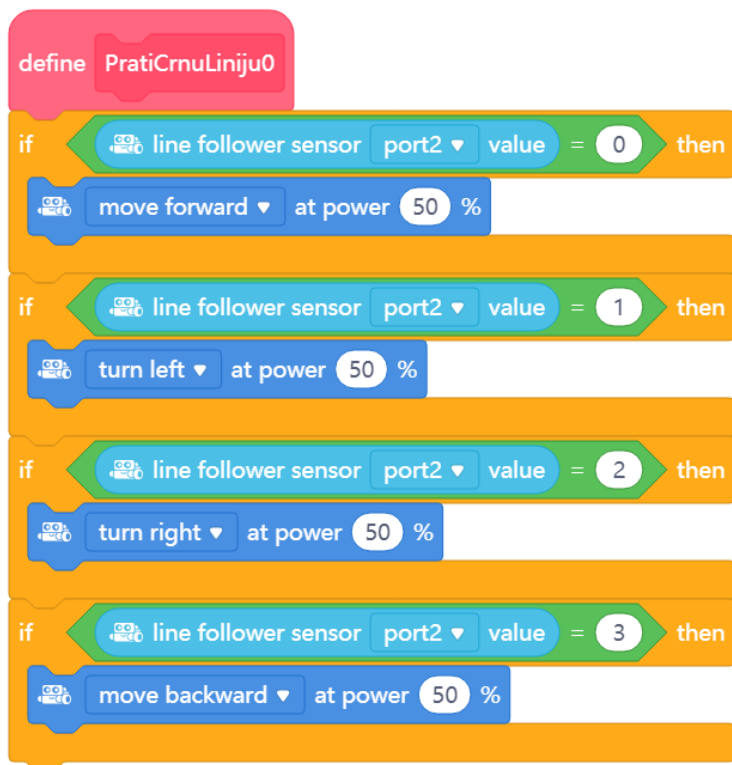 define PratiCrnuLiniju0
if line follower sensor port2 value = 0 then
move forward at power 50 %
if line follower sensor port2 value = 1 then
turn left at power 50 %
if line follower sensor port2 value = 2 then
turn right at power 50 %
if line follower sensor port2 value = 3 then
move backward at power 50 %